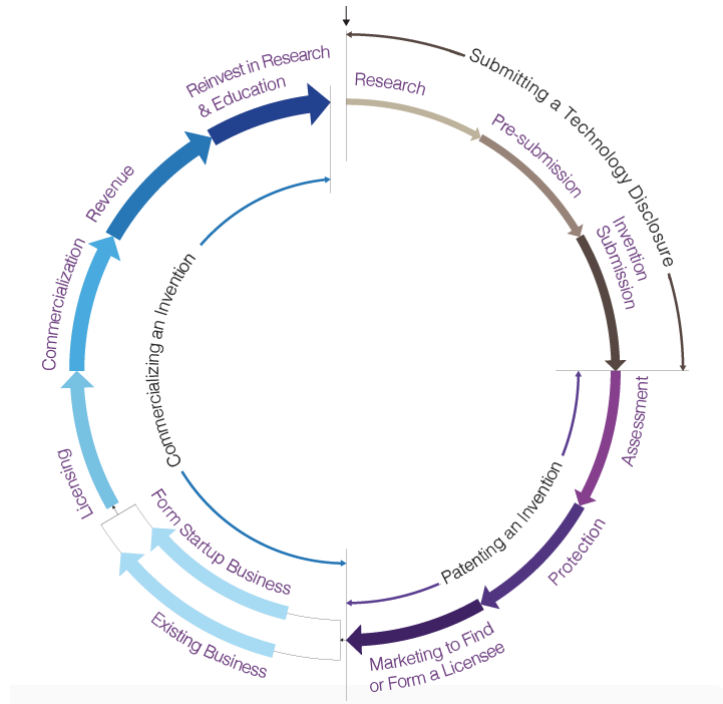 Submitting a Technology Disclosure
Research
Pre-submission
Invention
Submission
Assessment
Patenting an Invention
Protection
Marketing to Find
or Form a Licensee
Form Startup Business
Existing Business
Licensing
Commercializing an Invention
Commercialization
Revenue
Reinvest in Research
& Education